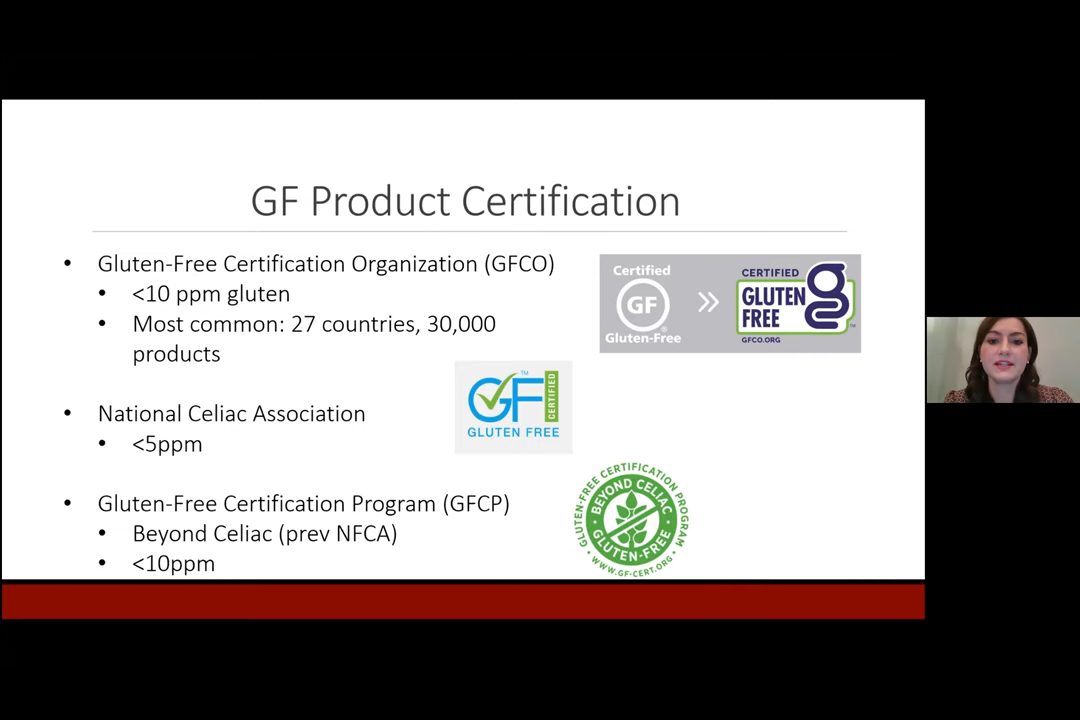 GF Product Certification
• Gluten-Free Certification Organization (GFCO)
• <10 ppm gluten
• Most common: 27 countries, 30,000
products
Certified
GF
®
Gluten-Free
CERTIFIED
GLUTEN
FREE
GFCO.ORG
™
• National Celiac Association
• <5ppm
GF
™
CERTIFIED
GLUTEN FREE
• Gluten-Free Certification Program (GFCP)
• Beyond Celiac (prev NFCA)
• <10ppm
GLUTEN-FREE CERTIFICATION PROGRAM
BEYOND CELIAC
GLUTEN-FREE
• WWW.GF-CERT.ORG •